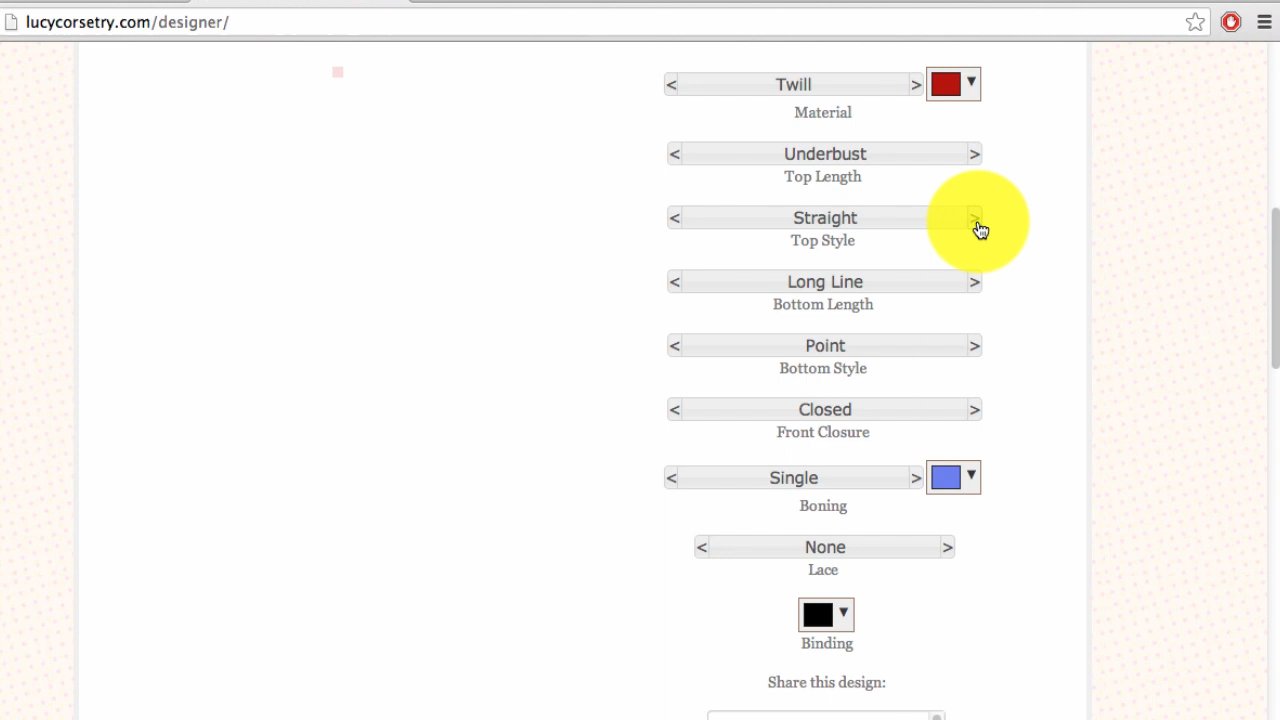 lucycorsetry.com/designer/
< Twill >
Material
< Underbust >
Top Length
< Straight >
Top Style
< Long Line >
Bottom Length
< Point >
Bottom Style
< Closed >
Front Closure
< Single >
Boning
< None >
Lace
Binding
Share this design: